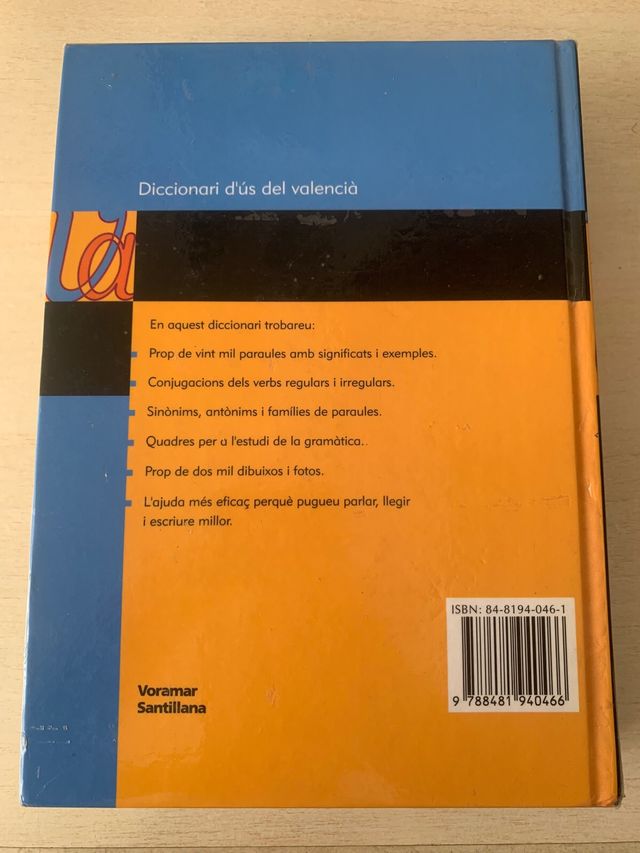 Diccionari d'ús del valencià
En aquest diccionari trobareu:
Prop de vint mil paraules amb significats i exemples.
Conjugacions dels verbs regulars i irregulars.
Sinònims, antònims i famílies de paraules.
Quadres per a l'estudi de la gramàtica.
Prop de dos mil dibuixos i fotos.
L'ajuda més eficaç perquè pugueu parlar, llegir
i escriure millor.
ISBN: 84-8194-046-1
9 788481 940466
Voramar
Santillana